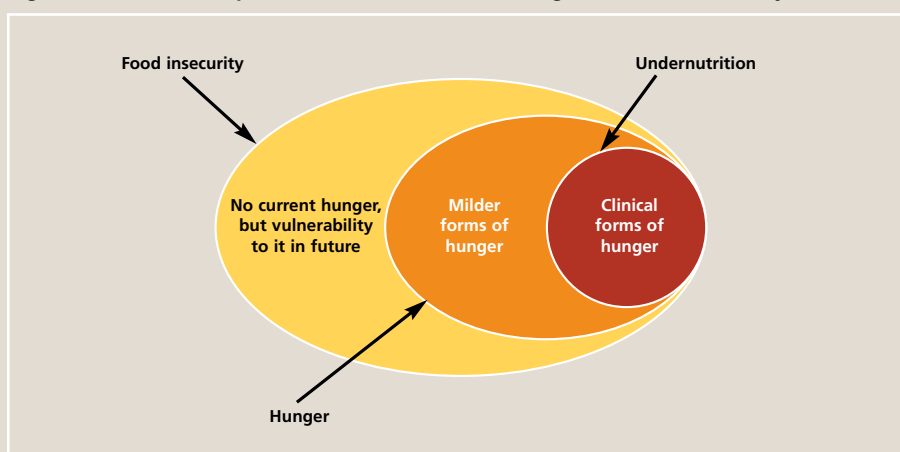 Food insecurity
Undernutrition
No current hunger,
but vulnerability
to it in future
Milder
forms of
hunger
Clinical
forms of
hunger
Hunger